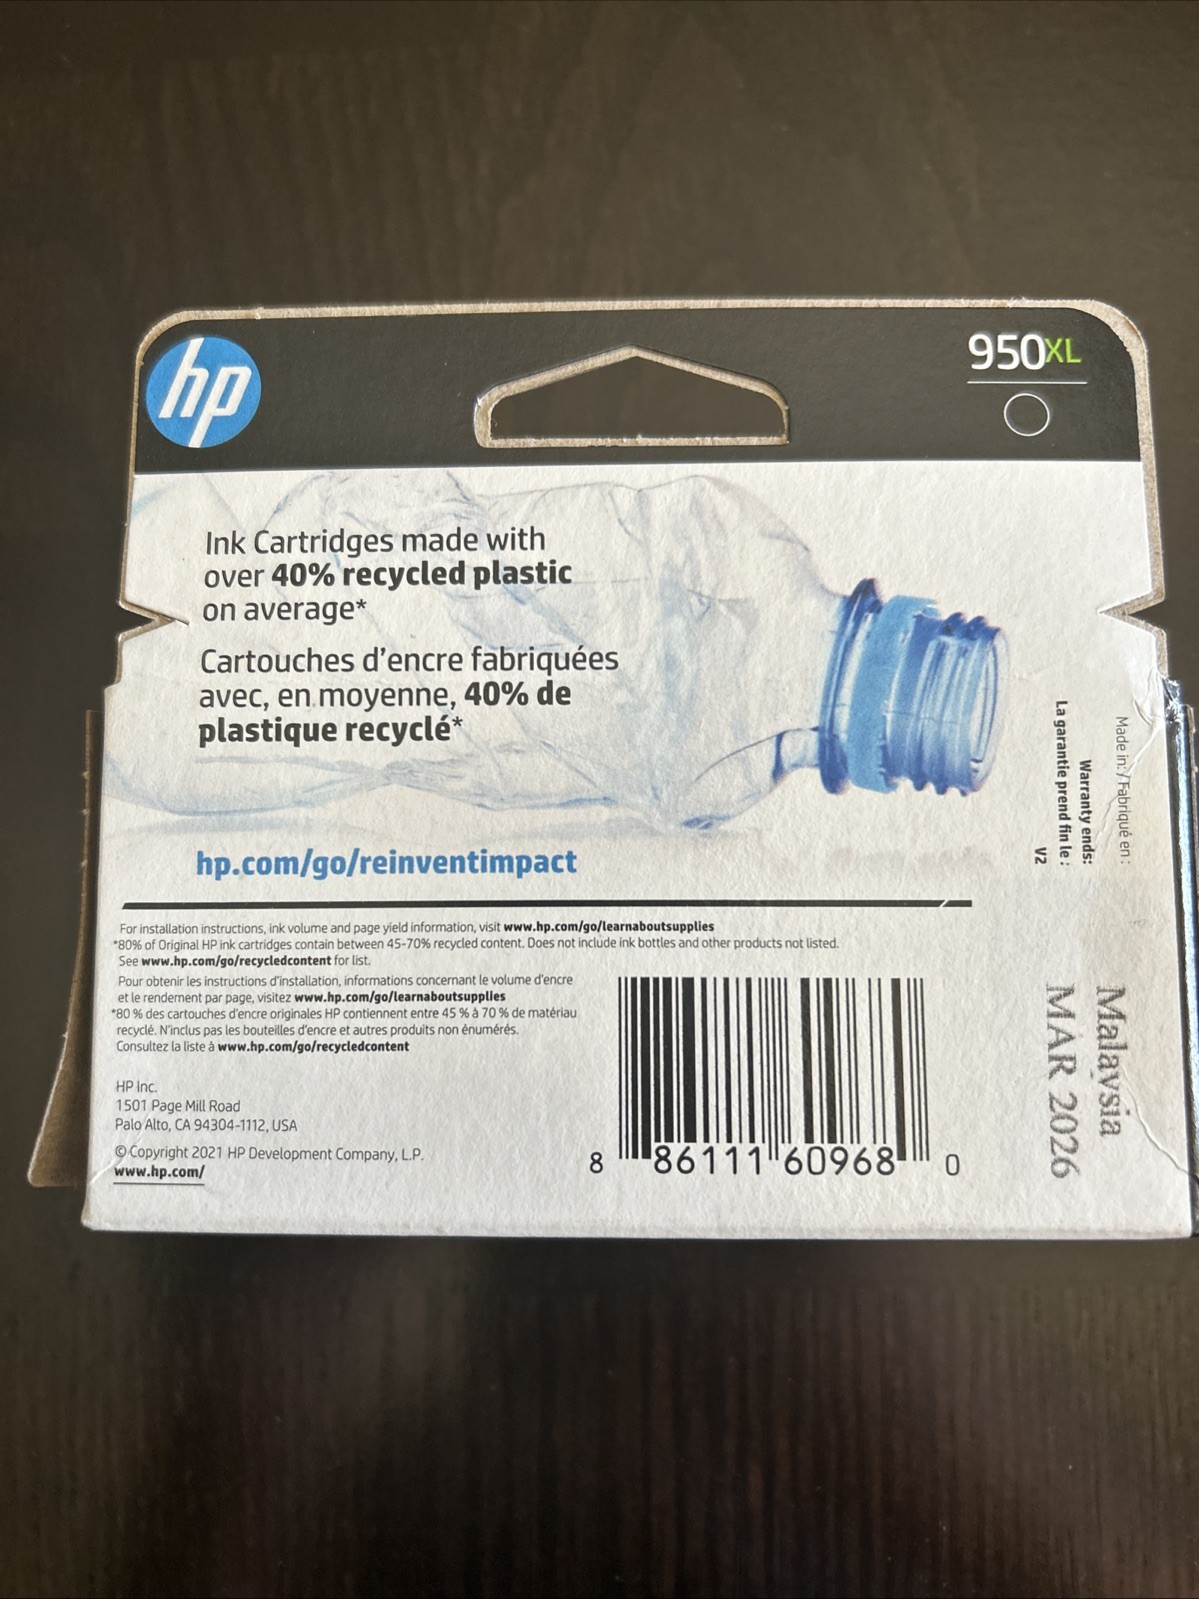 hp
950XL
Ink Cartridges made with
over 40% recycled plastic
on average*
Cartouches d'encre fabriquées
avec, en moyenne, 40% de
plastique recyclé*
hp.com/go/reinventimpact
Made in: / Fabriqué en :
Warranty ends:
La garantie prend fin le :
V2
Malaysia
MAR 2026
For installation instructions, ink volume and page yield information, visit www.hp.com/go/learnaboutsupplies
*80% of Original HP ink cartridges contain between 45-70% recycled content. Does not include ink bottles and other products not listed.
See www.hp.com/go/recycledcontent for list.
Pour obtenir les instructions d'installation, informations concernant le volume d'encre
et le rendement par page, visitez www.hp.com/go/learnaboutsupplies
*80 % des cartouches d'encre originales HP contiennent entre 45 % à 70 % de matériau
recyclé. N'inclus pas les bouteilles d'encre et autres produits non énumérés.
Consultez la liste à www.hp.com/go/recycledcontent
HP Inc.
1501 Page Mill Road
Palo Alto, CA 94304-1112, USA
© Copyright 2021 HP Development Company, L.P.
www.hp.com/
8 86111 60968 0